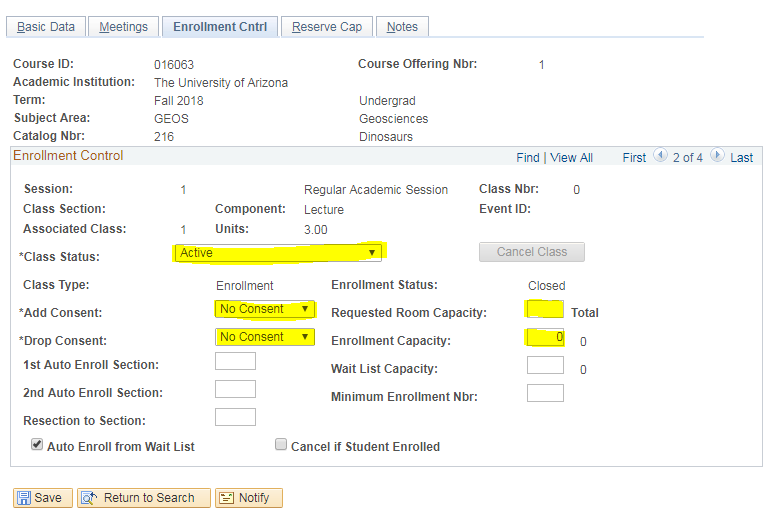 Basic Data Meetings Enrollment Cntrl Reserve Cap Notes
Course ID: 016063 Course Offering Nbr: 1
Academic Institution: The University of Arizona
Term: Fall 2018 Undergrad
Subject Area: GEOS Geosciences
Catalog Nbr: 216 Dinosaurs
Enrollment Control Find | View All First 2 of 4 Last
Session: 1 Regular Academic Session Class Nbr: 0
Class Section: Component: Lecture Event ID:
Associated Class: 1 Units: 3.00
*Class Status: Active Cancel Class
Class Type: Enrollment Enrollment Status: Closed
*Add Consent: No Consent Requested Room Capacity: Total
*Drop Consent: No Consent Enrollment Capacity: 0 0
1st Auto Enroll Section: Wait List Capacity: 0
2nd Auto Enroll Section: Minimum Enrollment Nbr:
Resection to Section:
Auto Enroll from Wait List Cancel if Student Enrolled
Save Return to Search Notify